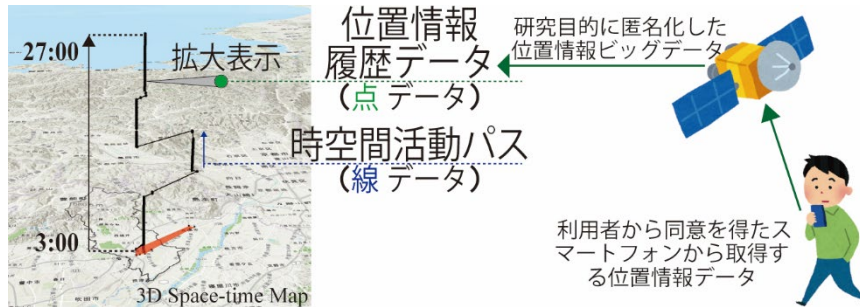 27:00
拡大表示
3:00
3D Space-time Map
位置情報
履歴データ
(点 データ)
時空間活動パス
(線 データ)
研究目的に匿名化した
位置情報ビッグデータ
利用者から同意を得たス
マートフォンから取得す
る位置情報データ